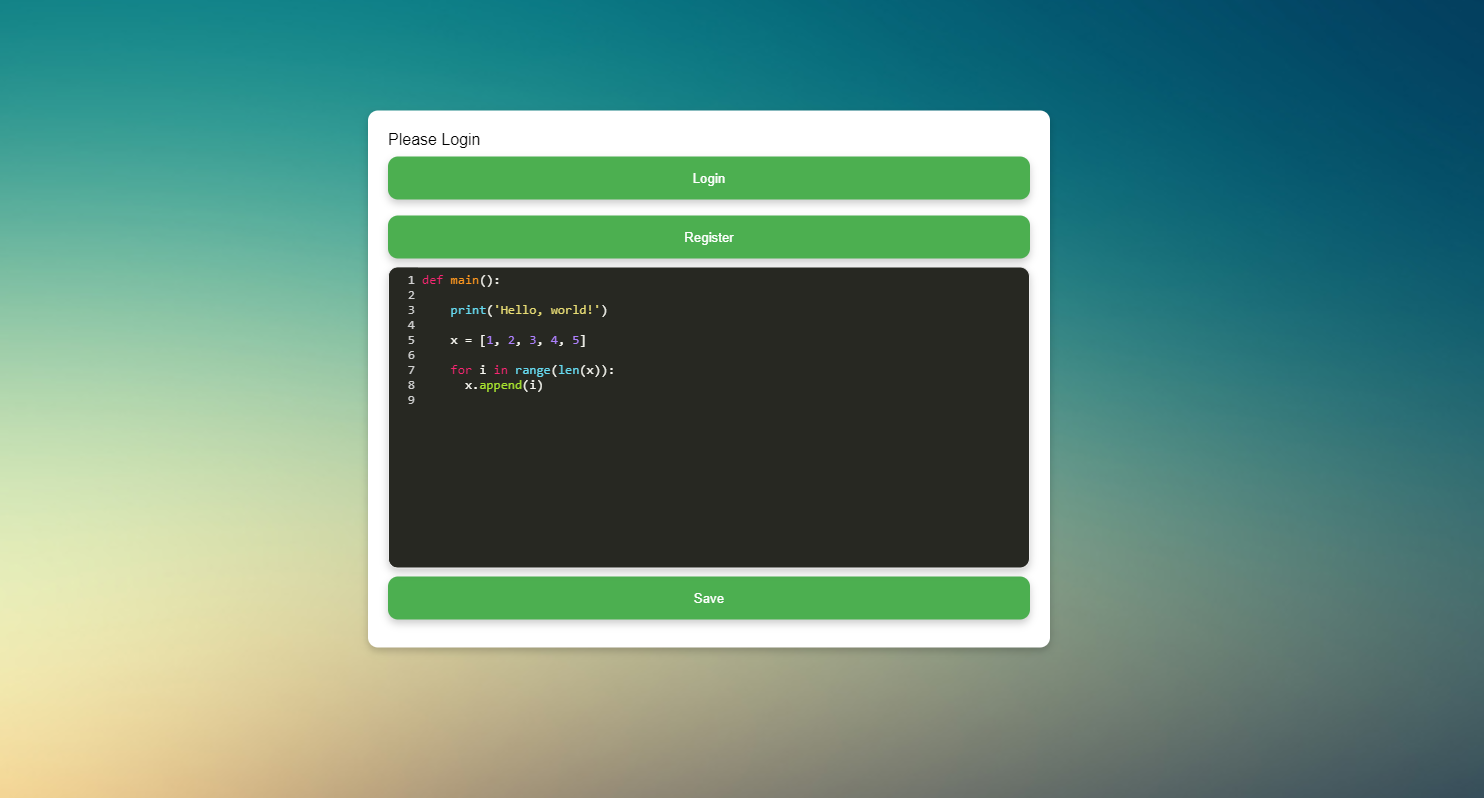 Please Login
Login
Register
1 def main():
2
3     print('Hello, world!')
4
5     x = [1, 2, 3, 4, 5]
6
7     for i in range(len(x)):
8       x.append(i)
9
Save